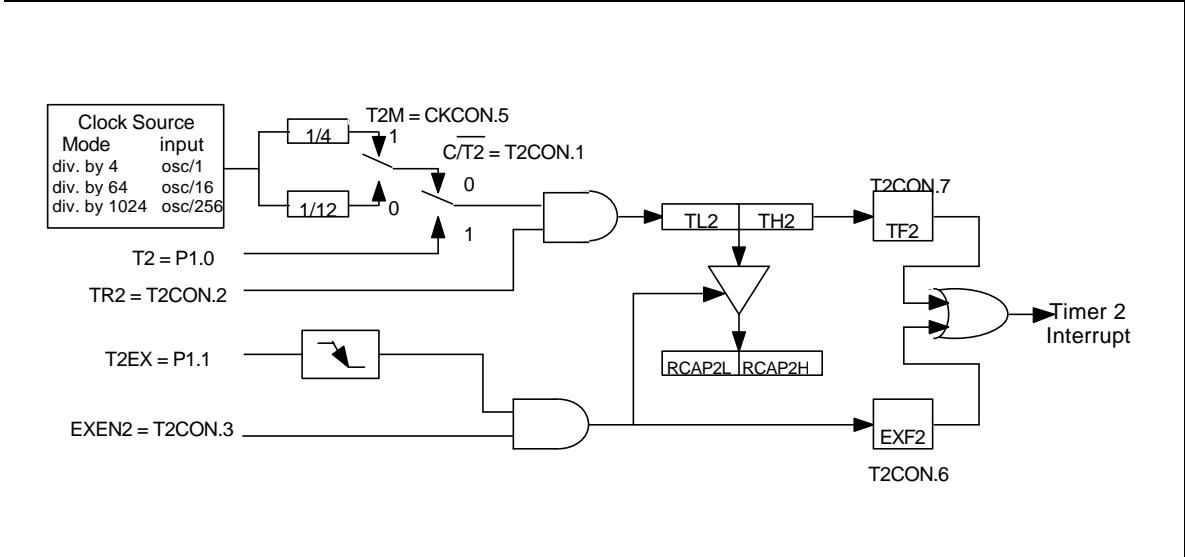 Clock Source
Mode input
div. by 4 osc/1
div. by 64 osc/16
div. by 1024 osc/256
1/4
1/12
T2M = CKCON.5
1
0
C/T2 = T2CON.1
0
1
T2 = P1.0
TR2 = T2CON.2
TL2 TH2
T2CON.7
TF2
Timer 2
Interrupt
T2EX = P1.1
RCAP2L RCAP2H
EXEN2 = T2CON.3
EXF2
T2CON.6